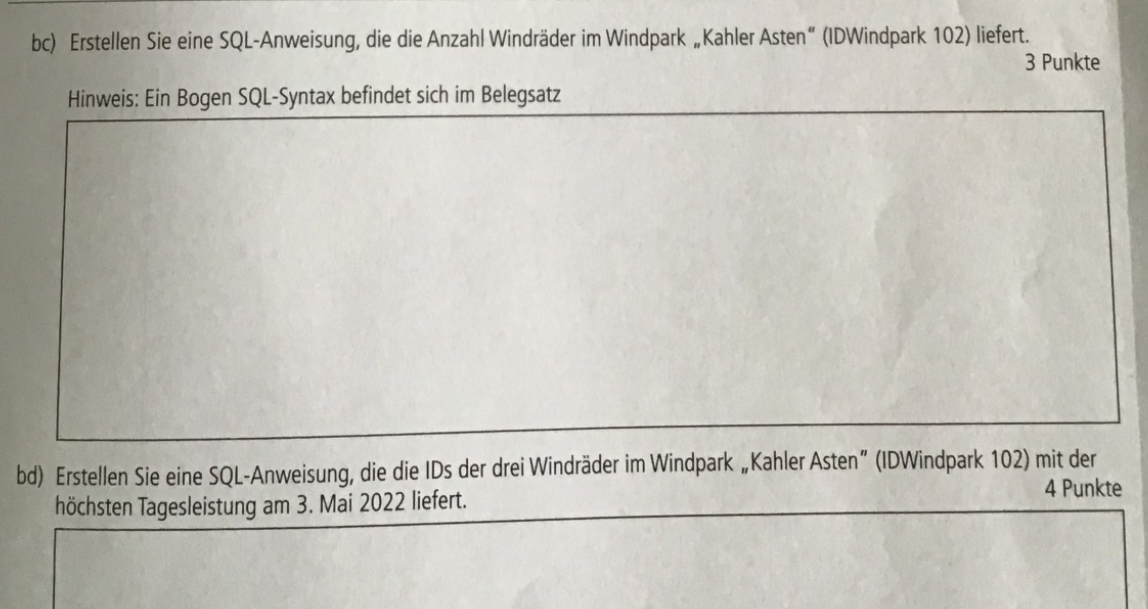 bc) Erstellen Sie eine SQL-Anweisung, die die Anzahl Windräder im Windpark „Kahler Asten“ (IDWindpark 102) liefert.
3 Punkte
Hinweis: Ein Bogen SQL-Syntax befindet sich im Belegsatz
bd) Erstellen Sie eine SQL-Anweisung, die die IDs der drei Windräder im Windpark „Kahler Asten“ (IDWindpark 102) mit der
höchsten Tagesleistung am 3. Mai 2022 liefert.
4 Punkte